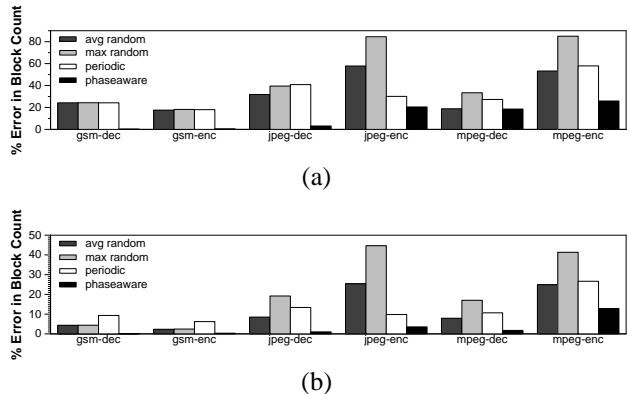 % Error in Block Count
80
60
40
20
0
avg random
max random
periodic
phaseaware
gsm-dec gsm-enc jpeg-dec jpeg-enc mpeg-dec mpeg-enc
(a)
% Error in Block Count
50
40
30
20
10
0
avg random
max random
periodic
phaseaware
gsm-dec gsm-enc jpeg-dec jpeg-enc mpeg-dec mpeg-enc
(b)